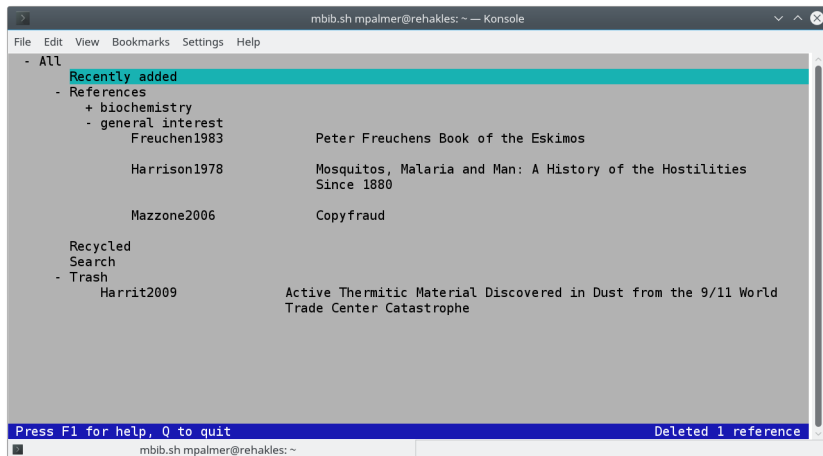 mbib.sh mpalmer@rehakles: ~ — Konsole
File Edit View Bookmarks Settings Help
- All
Recently added
- References
+ biochemistry
- general interest
Freuchen1983 Peter Freuchens Book of the Eskimos
Harrison1978 Mosquitos, Malaria and Man: A History of the Hostilities
Since 1880
Mazzone2006 Copyfraud
Recycled
Search
- Trash
Harrit2009 Active Thermitic Material Discovered in Dust from the 9/11 World
Trade Center Catastrophe
Press F1 for help, Q to quit Deleted 1 reference
mbib.sh mpalmer@rehakles: ~